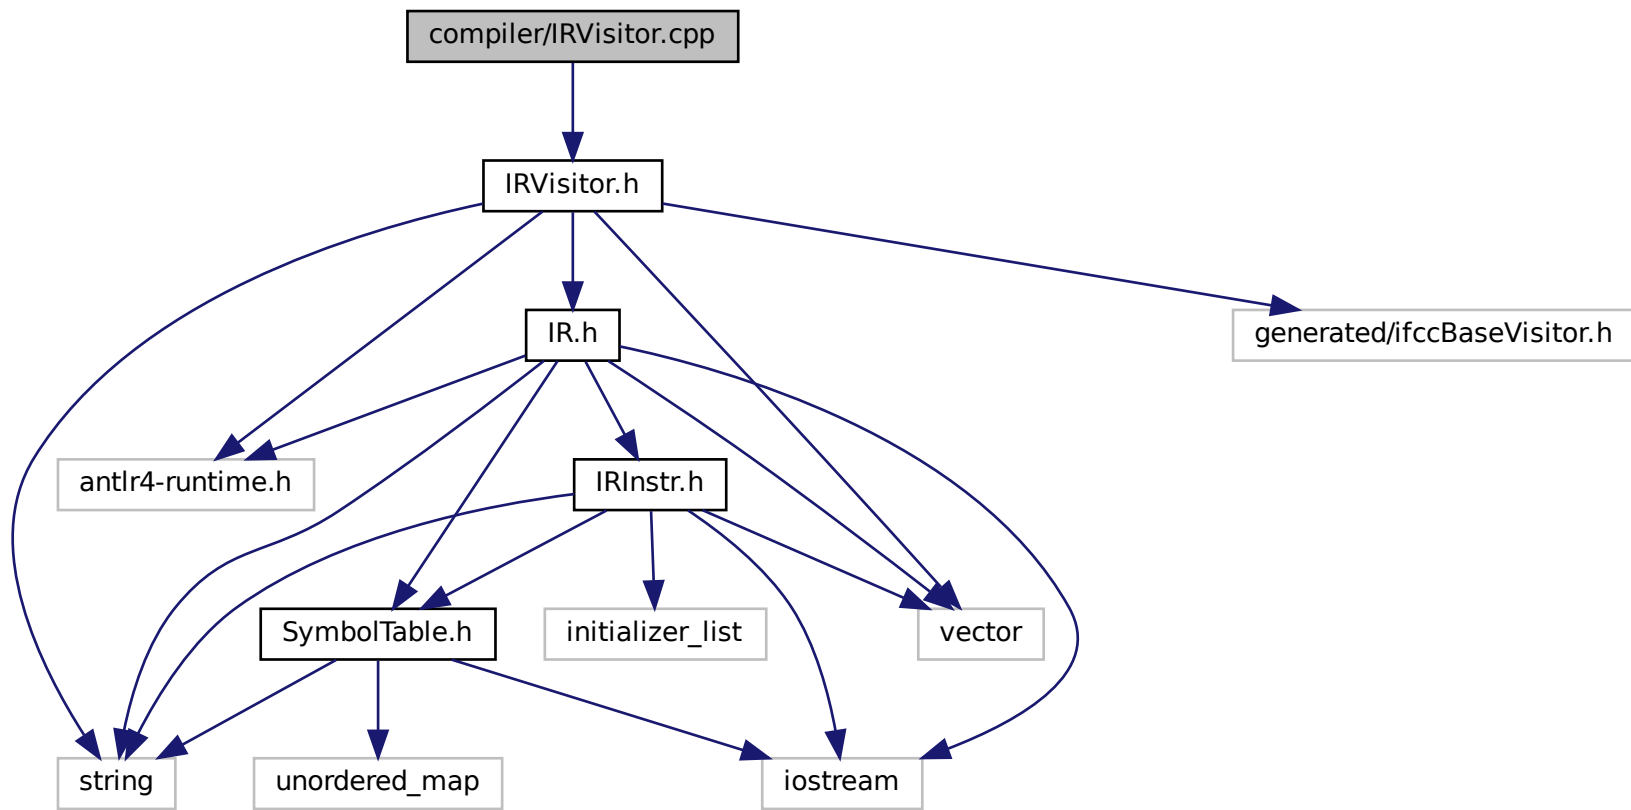 compiler/IRVisitor.cpp
IRVisitor.h
IR.h
generated/ifccBaseVisitor.h
antlr4-runtime.h
IRInstr.h
SymbolTable.h
initializer_list
vector
string
unordered_map
iostream